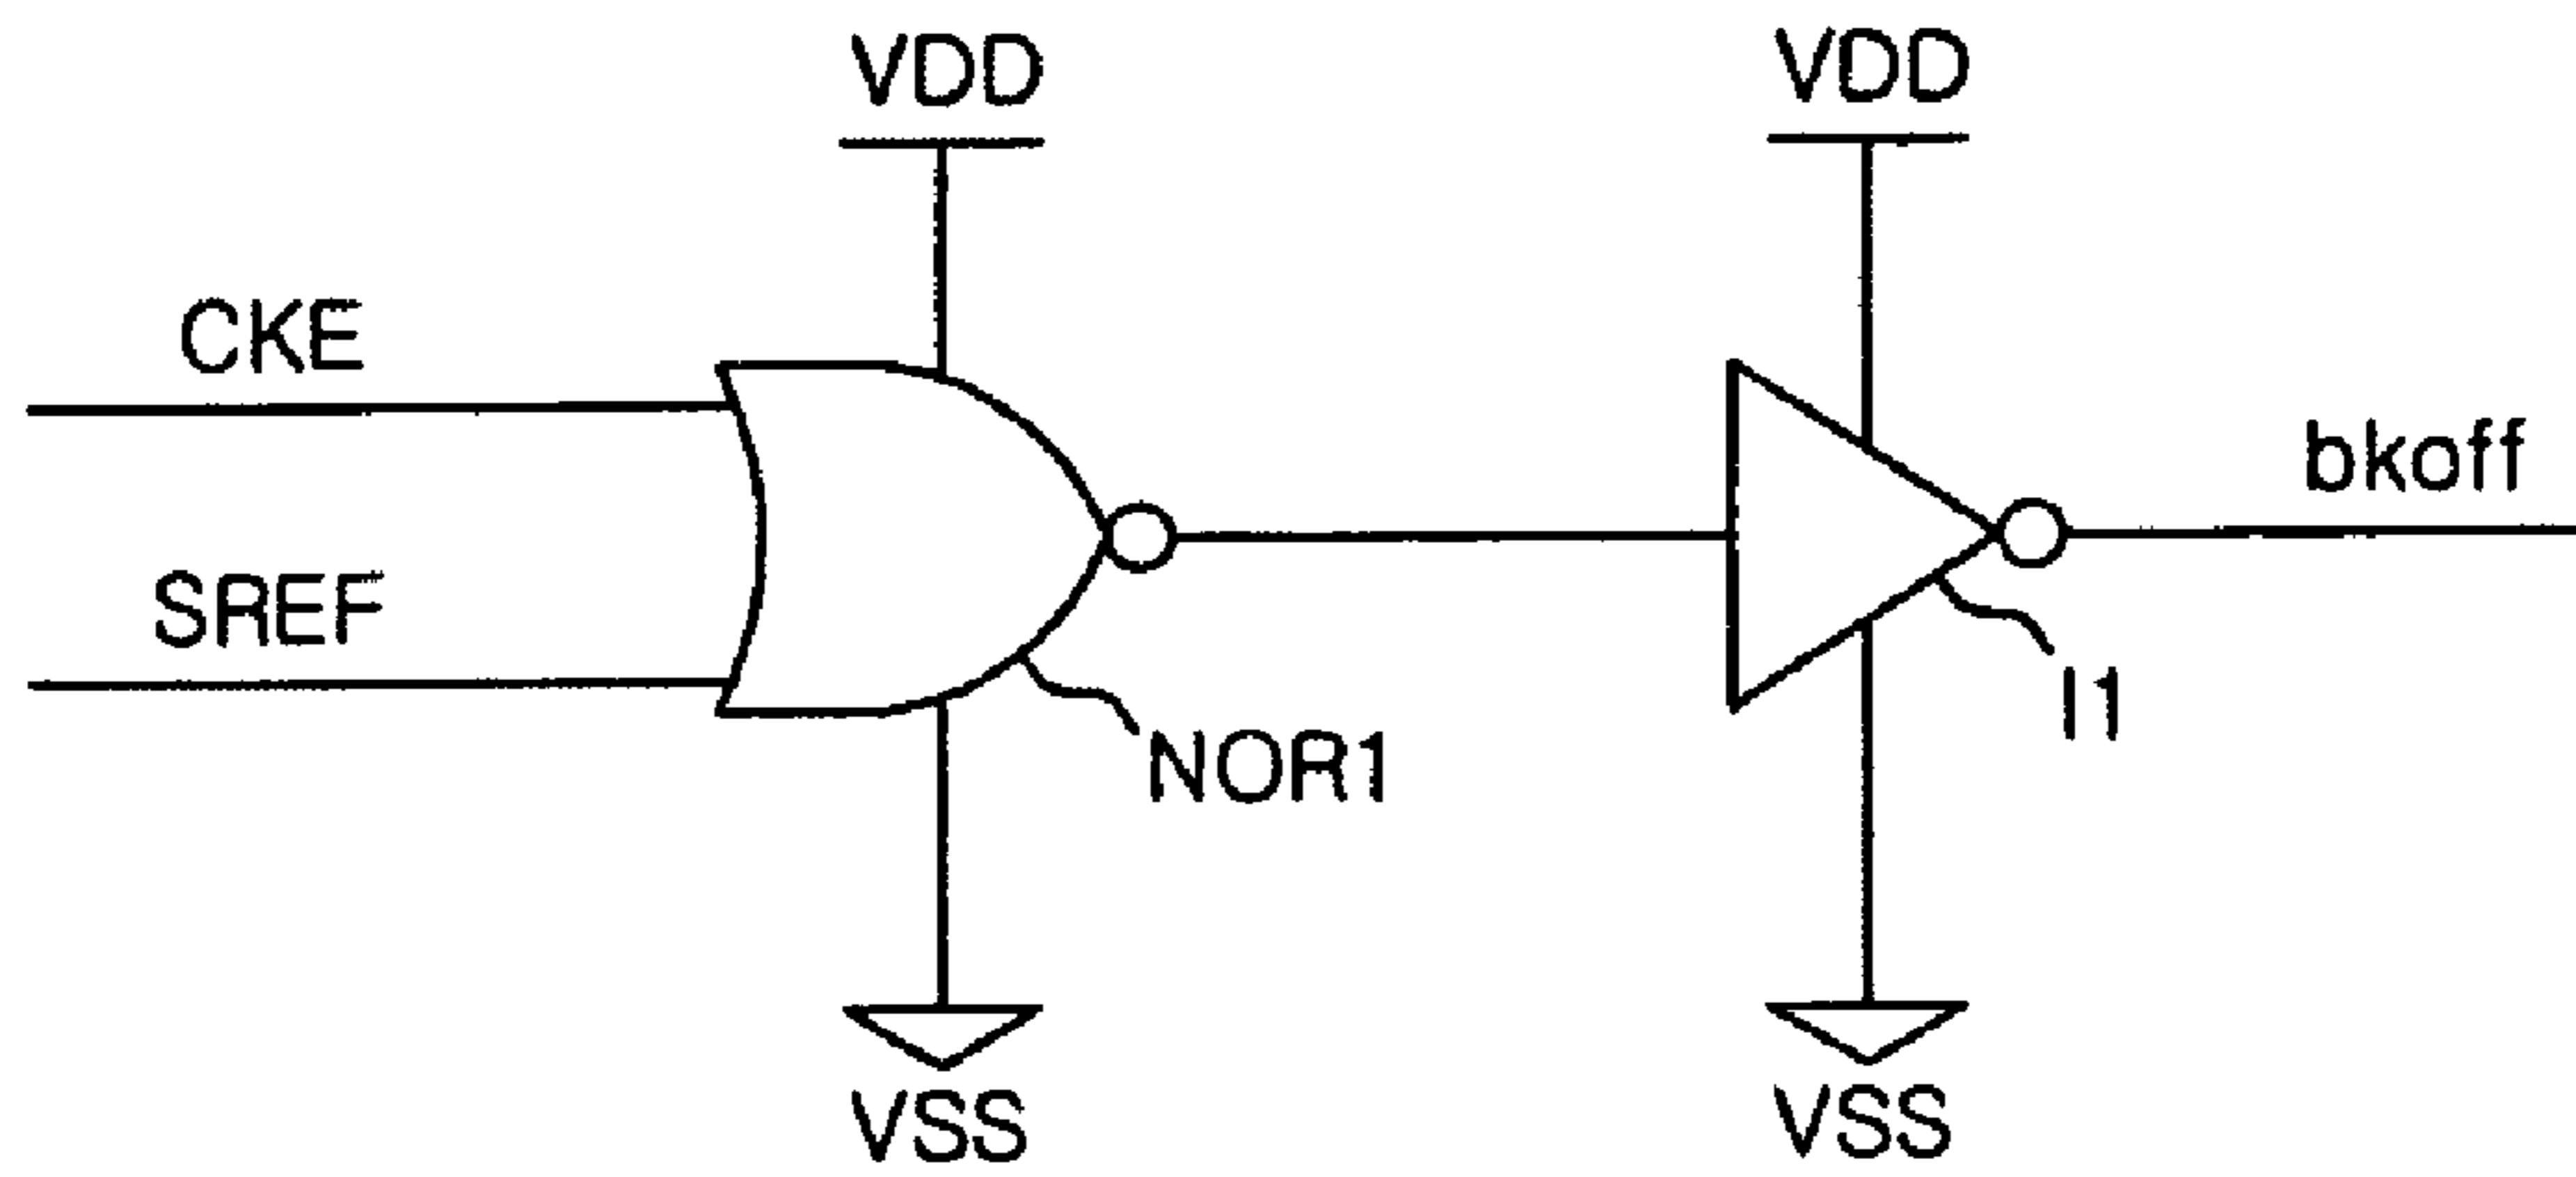 VDD
VDD
CKE
bkoff
SREF
I1
NOR1
VSS
VSS